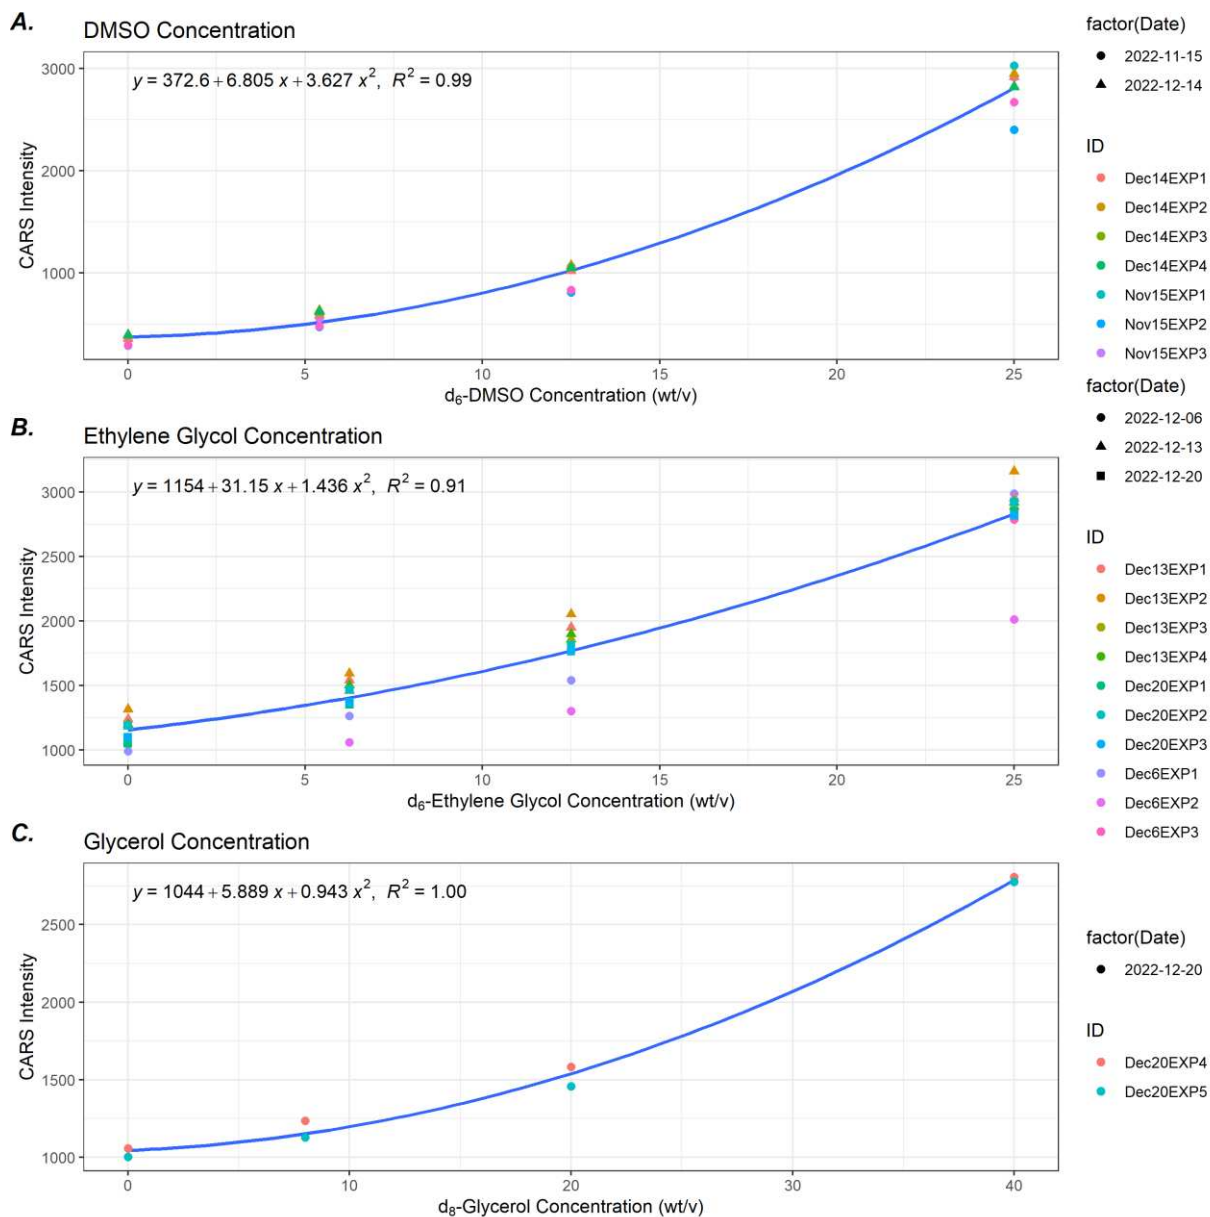 A.
DMSO Concentration
y = 372.6 + 6.805 x + 3.627 x², R² = 0.99
3000
2000
1000
CARS Intensity
0 5 10 15 20 25
d₆-DMSO Concentration (wt/v)
factor(Date)
2022-11-15
2022-12-14
ID
Dec14EXP1
Dec14EXP2
Dec14EXP3
Dec14EXP4
Nov15EXP1
Nov15EXP2
Nov15EXP3
B.
Ethylene Glycol Concentration
y = 1154 + 31.15 x + 1.436 x², R² = 0.91
3000
2500
2000
1500
1000
CARS Intensity
0 5 10 15 20 25
d₆-Ethylene Glycol Concentration (wt/v)
factor(Date)
2022-12-06
2022-12-13
2022-12-20
ID
Dec13EXP1
Dec13EXP2
Dec13EXP3
Dec13EXP4
Dec20EXP1
Dec20EXP2
Dec20EXP3
Dec6EXP1
Dec6EXP2
Dec6EXP3
C.
Glycerol Concentration
y = 1044 + 5.889 x + 0.943 x², R² = 1.00
2500
2000
1500
1000
CARS Intensity
0 10 20 30 40
d₈-Glycerol Concentration (wt/v)
factor(Date)
2022-12-20
ID
Dec20EXP4
Dec20EXP5